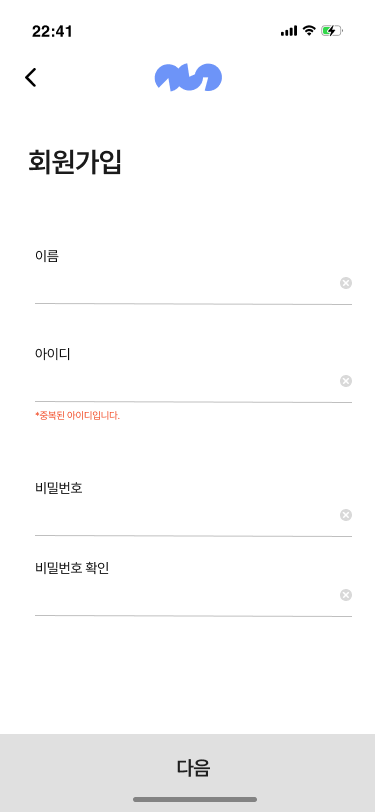 22:41
회원가입
이름
아이디
*중복된 아이디입니다.
비밀번호
비밀번호 확인
다음